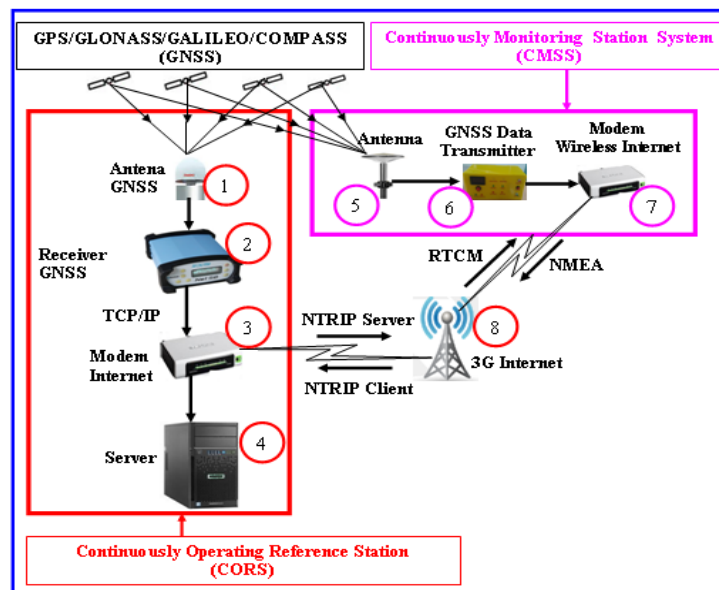 GPS/GLONASS/GALILEO/COMPASS
(GNSS)
Continuously Monitoring Station System
(CMSS)
Antena
GNSS
1
Receiver
GNSS
2
TCP/IP
3
Modem
Internet
Server
4
Antenna
5
GNSS Data
Transmitter
6
Modem
Wireless Internet
7
RTCM
NMEA
NTRIP Server
NTRIP Client
8
3G Internet
Continuously Operating Reference Station
(CORS)